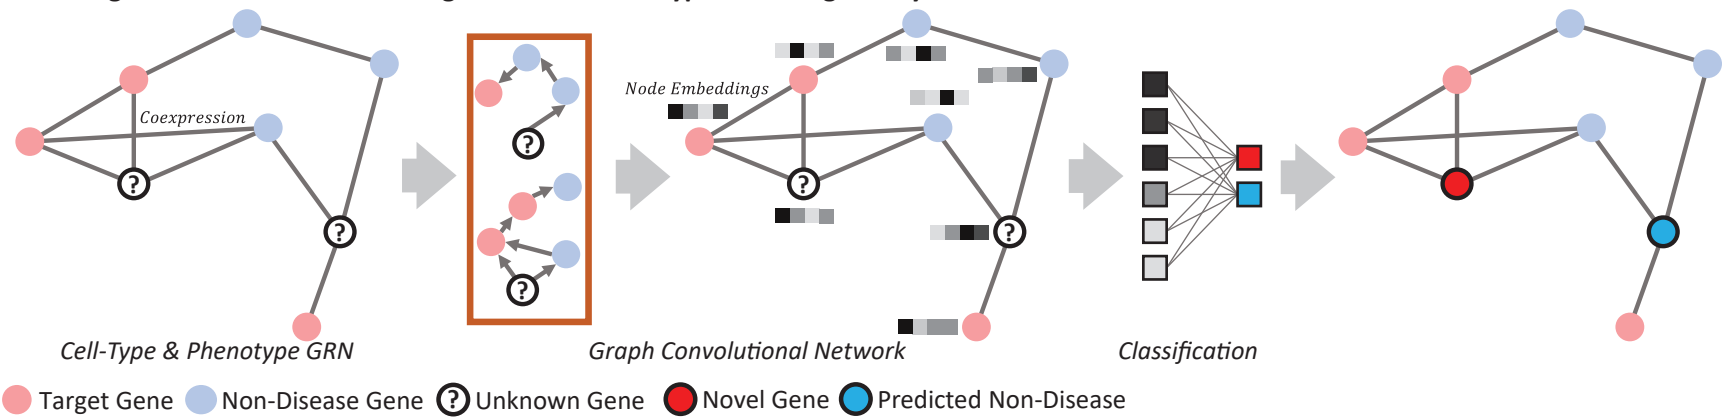 Coexpression
Node Embeddings
?
?
?
?
?
?
Cell-Type & Phenotype GRN
Graph Convolutional Network
Classification
Target Gene
Non-Disease Gene
? Unknown Gene
Novel Gene
Predicted Non-Disease